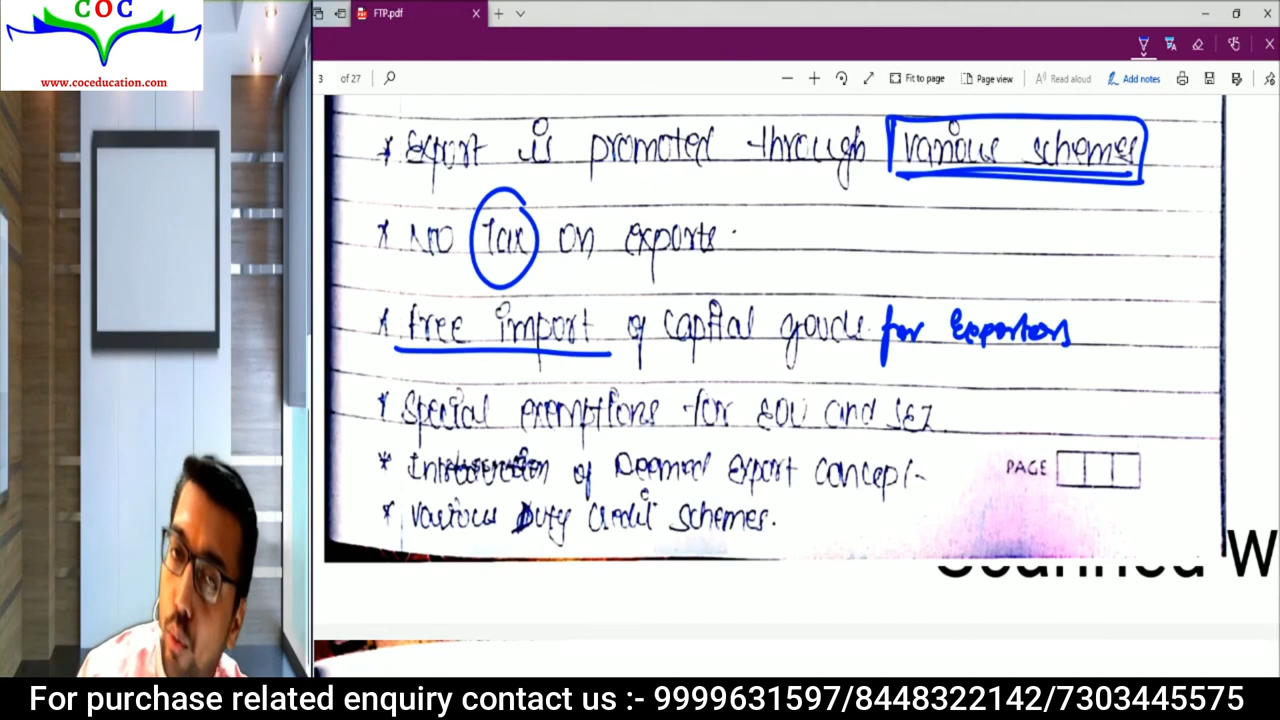 COC
www.coceducation.com
FTP.pdf
3 of 27
Fit to page
Page view
Read aloud
Add notes
* Export is promoted through various schemes
* No Tax on exports.
* free import of capital goods for Exporters
* Special exemptions for EOU and SEZ
* Introduction of Deemed Export concept
PAGE
* Various Duty Credit schemes.
Scanned W
For purchase related enquiry contact us :- 9999631597/8448322142/7303445575